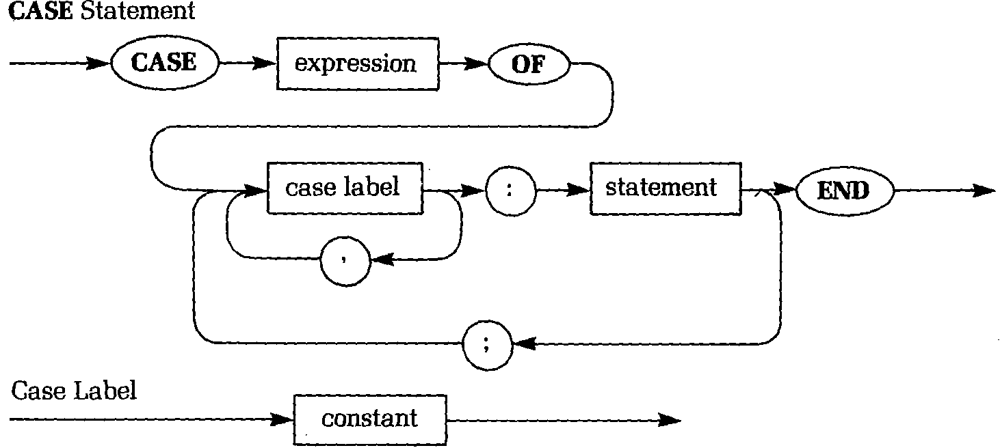 CASE Statement
CASE expression OF
case label : statement END
,
;
Case Label
constant